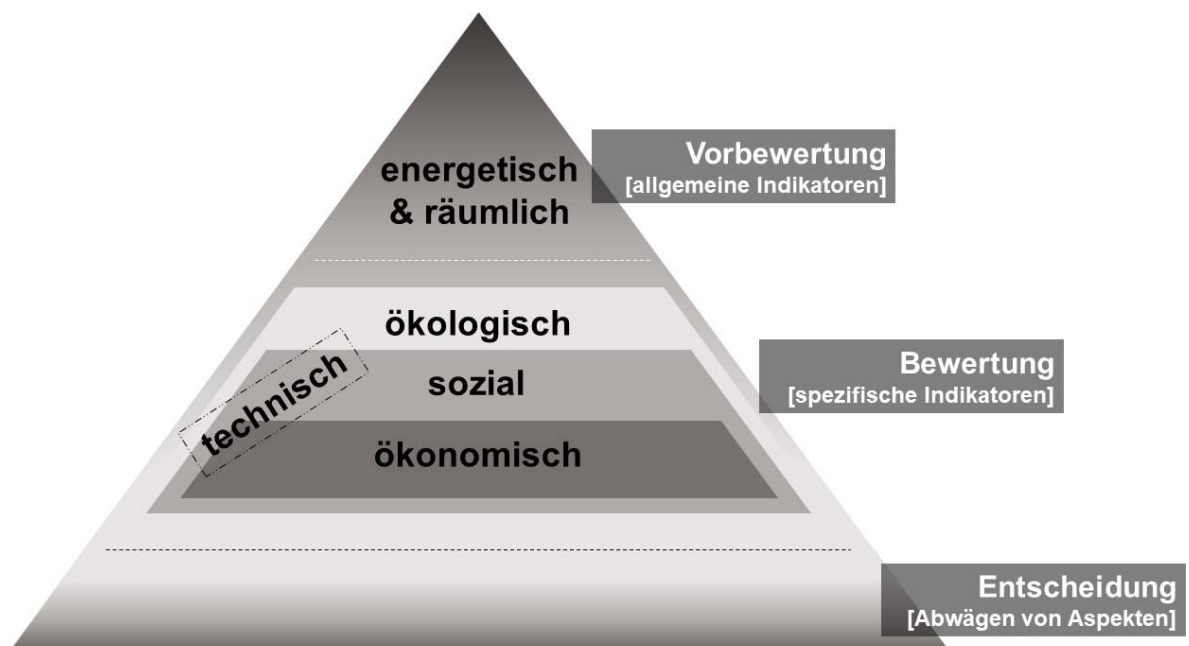 energetisch
& räumlich
Vorbewertung
[allgemeine Indikatoren]
ökologisch
technisch
sozial
ökonomisch
Bewertung
[spezifische Indikatoren]
Entscheidung
[Abwägen von Aspekten]